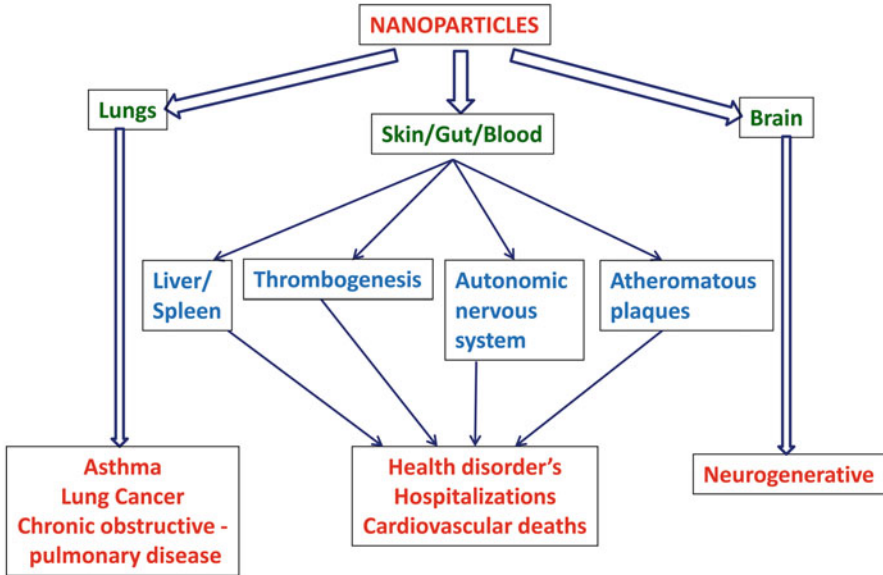 NANOPARTICLES
Lungs
Skin/Gut/Blood
Brain
Liver/
Spleen
Thrombogenesis
Autonomic
nervous
system
Atheromatous
plaques
Asthma
Lung Cancer
Chronic obstructive -
pulmonary disease
Health disorder's
Hospitalizations
Cardiovascular deaths
Neurogenerative